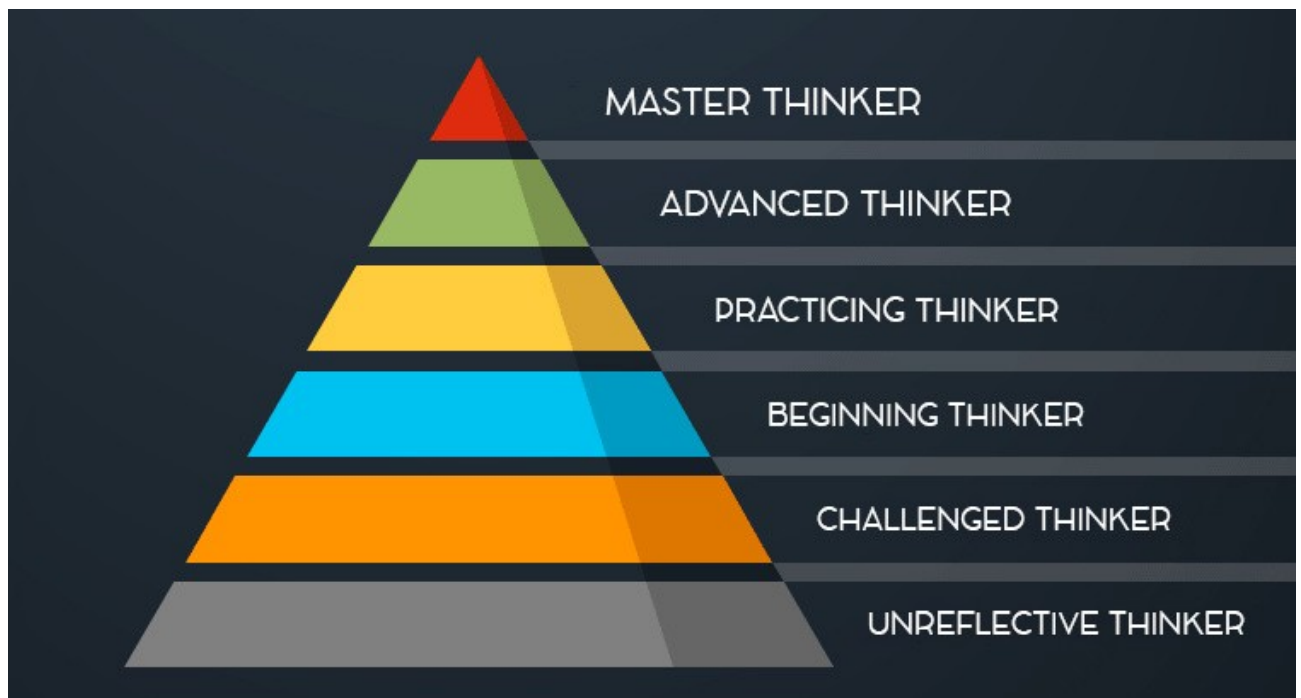 MASTER THINKER
ADVANCED THINKER
PRACTICING THINKER
BEGINNING THINKER
CHALLENGED THINKER
UNREFLECTIVE THINKER